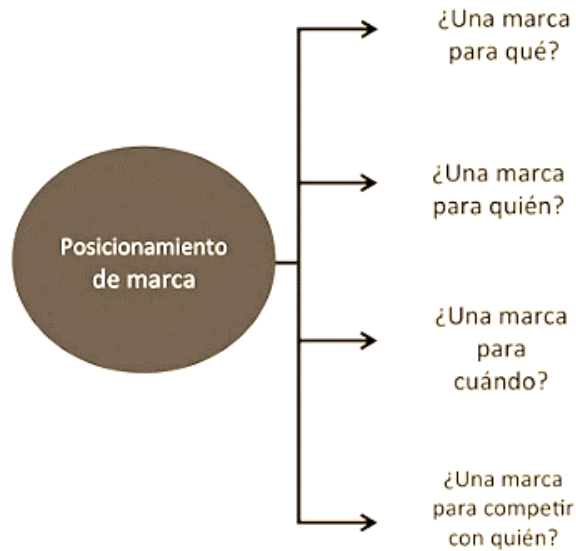 ¿Una marca
para qué?
¿Una marca
para quién?
Posicionamiento
de marca
¿Una marca
para
cuándo?
¿Una marca
para competir
con quién?